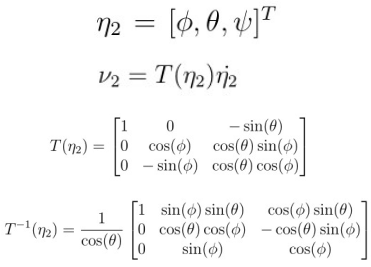 η₂ = [ϕ, θ, ψ]ᵀ
ν₂ = T(η₂)η̇₂
T(η₂) = [1 0 − sin(θ); 0 cos(ϕ) cos(θ) sin(ϕ); 0 − sin(ϕ) cos(θ) cos(ϕ)]
T⁻¹(η₂) = 1/cos(θ) [1 sin(ϕ) sin(θ) cos(ϕ) sin(θ); 0 cos(θ) cos(ϕ) − cos(θ) sin(ϕ); 0 sin(ϕ) cos(ϕ)]